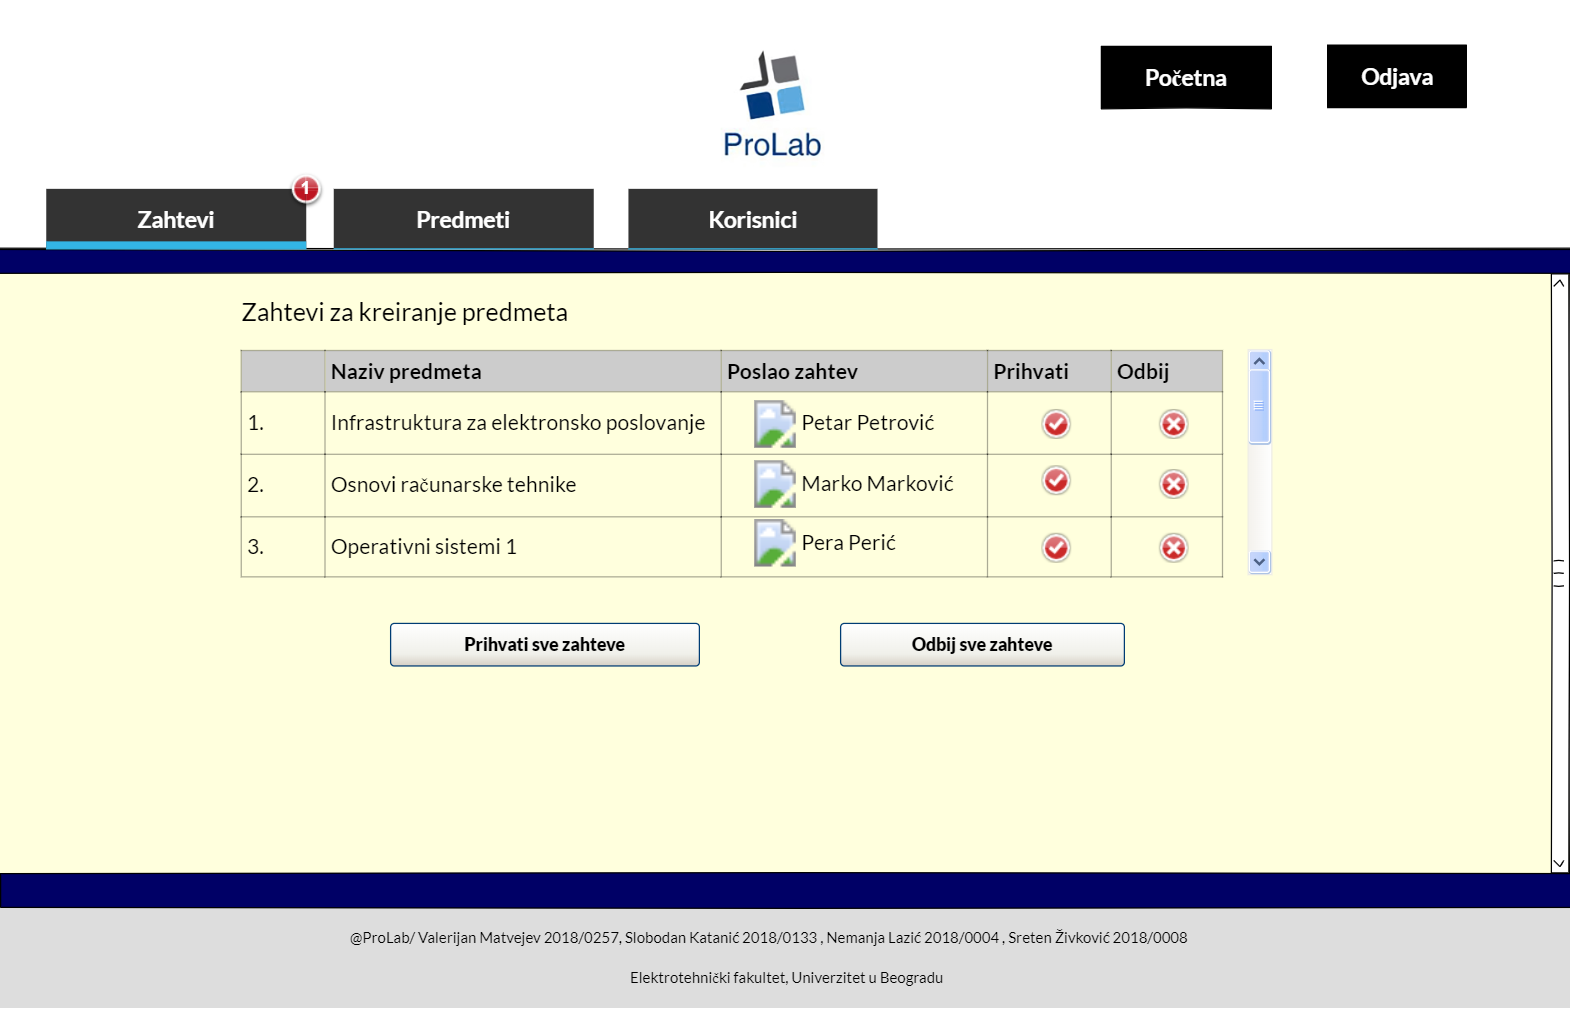 ProLab
Početna
Odjava
Zahtevi
1
Predmeti
Korisnici
Zahtevi za kreiranje predmeta
Naziv predmeta Poslao zahtev Prihvati Odbij
1. Infrastruktura za elektronsko poslovanje Petar Petrović
2. Osnovi računarske tehnike Marko Marković
3. Operativni sistemi 1 Pera Perić
Prihvati sve zahteve
Odbij sve zahteve
@ProLab/ Valerijan Matvejev 2018/0257, Slobodan Katanić 2018/0133 , Nemanja Lazić 2018/0004 , Sreten Živković 2018/0008
Elektrotehnički fakultet, Univerzitet u Beogradu